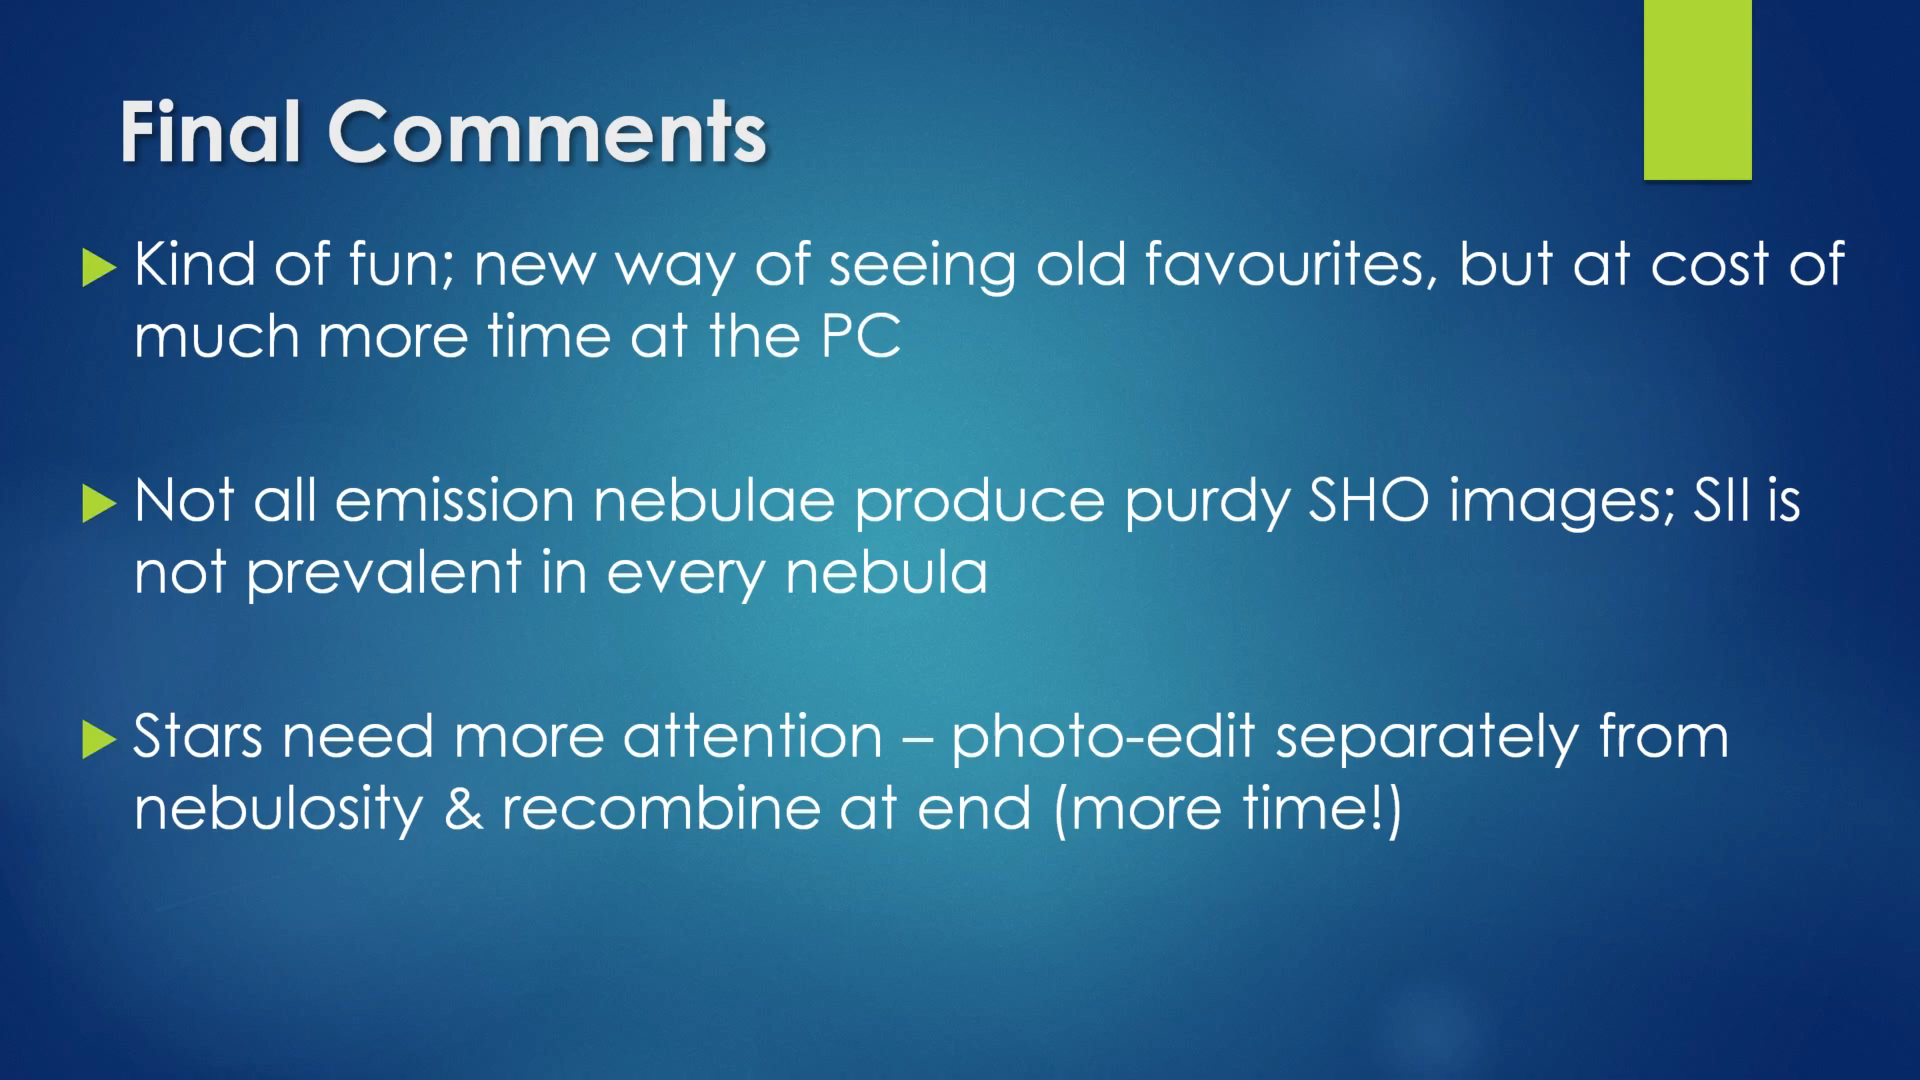 Final Comments
Kind of fun; new way of seeing old favourites, but at cost of
much more time at the PC
Not all emission nebulae produce purdy SHO images; SII is
not prevalent in every nebula
Stars need more attention – photo-edit separately from
nebulosity & recombine at end (more time!)